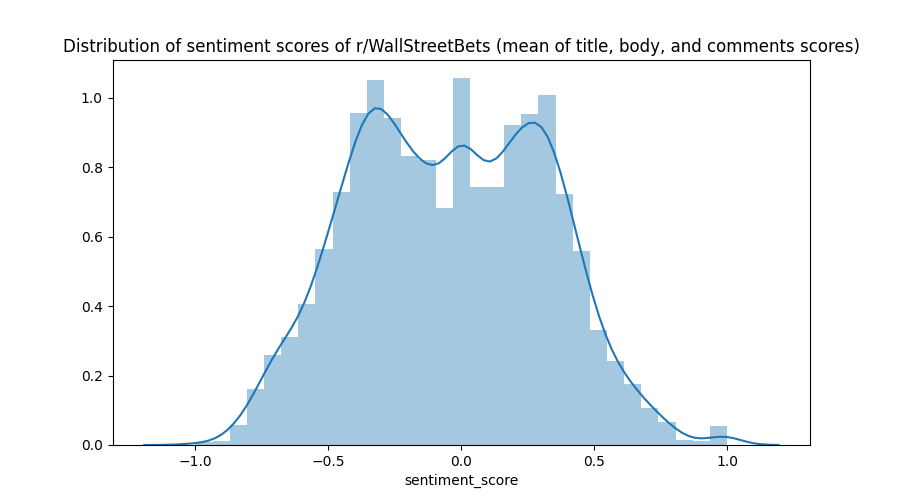 Distribution of sentiment scores of r/WallStreetBets (mean of title, body, and comments scores)
1.0
0.8
0.6
0.4
0.2
0.0
−1.0 −0.5 0.0 0.5 1.0
sentiment_score